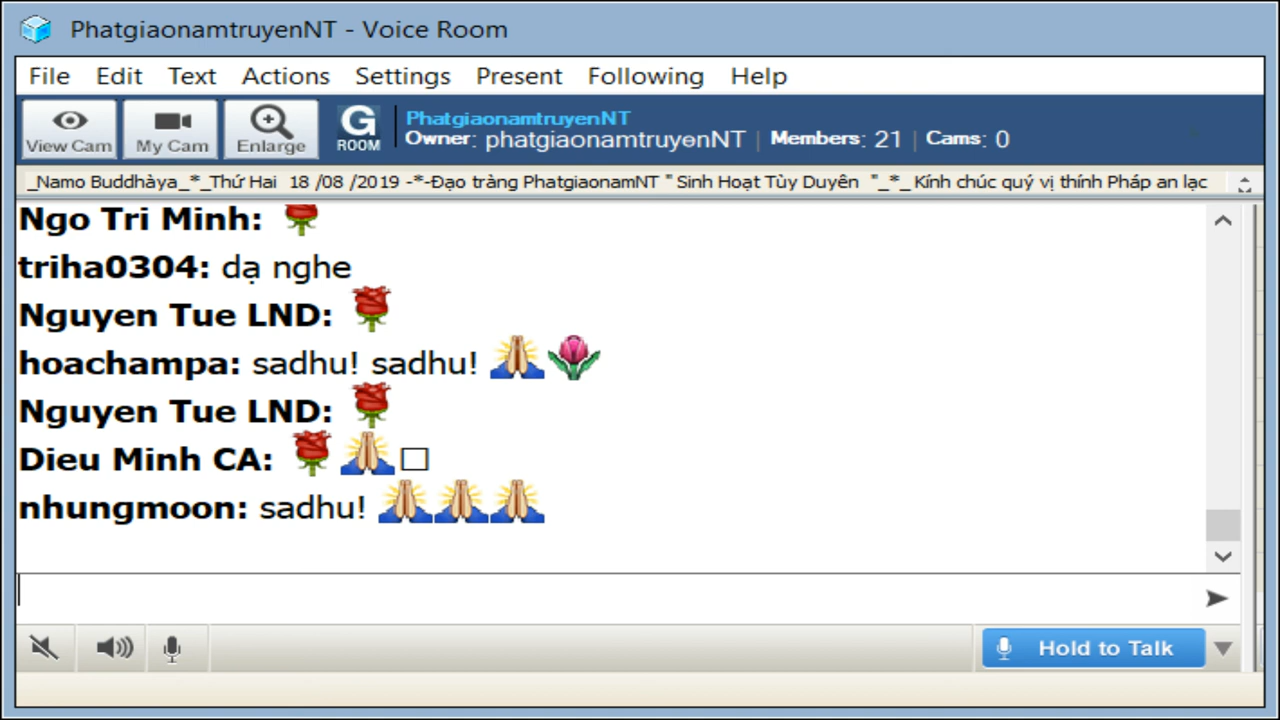 PhatgiaonamtruyenNT - Voice Room
File Edit Text Actions Settings Present Following Help
View Cam My Cam Enlarge G ROOM
PhatgiaonamtruyenNT
Owner: phatgiaonamtruyenNT | Members: 21 | Cams: 0
_Namo Buddhàya_*_Thứ Hai 18 /08 /2019 -*-Đạo tràng PhatgiaonamNT " Sinh Hoạt Tùy Duyên "_*_ Kính chúc quý vị thính Pháp an lạc
Ngo Tri Minh: 🌹
triha0304: dạ nghe
Nguyen Tue LND: 🌹
hoachampa: sadhu! sadhu! 🙏🌷
Nguyen Tue LND: 🌹
Dieu Minh CA: 🌹🙏□
nhungmoon: sadhu! 🙏🙏🙏
Hold to Talk